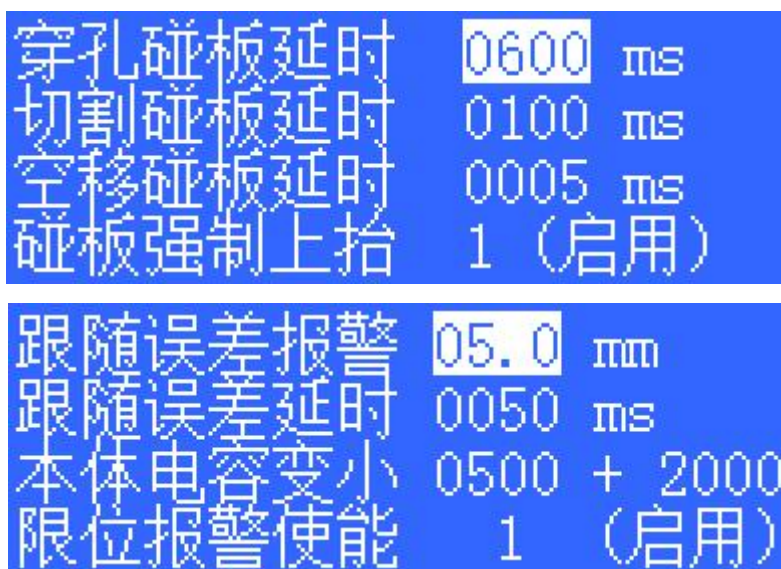 穿孔碰板延时 0600 ms
切割碰板延时 0100 ms
空移碰板延时 0005 ms
碰板强制上抬 1 (启用)
跟随误差报警 05.0 mm
跟随误差延时 0050 ms
本体电容变小 0500 + 2000
限位报警使能 1 (启用)